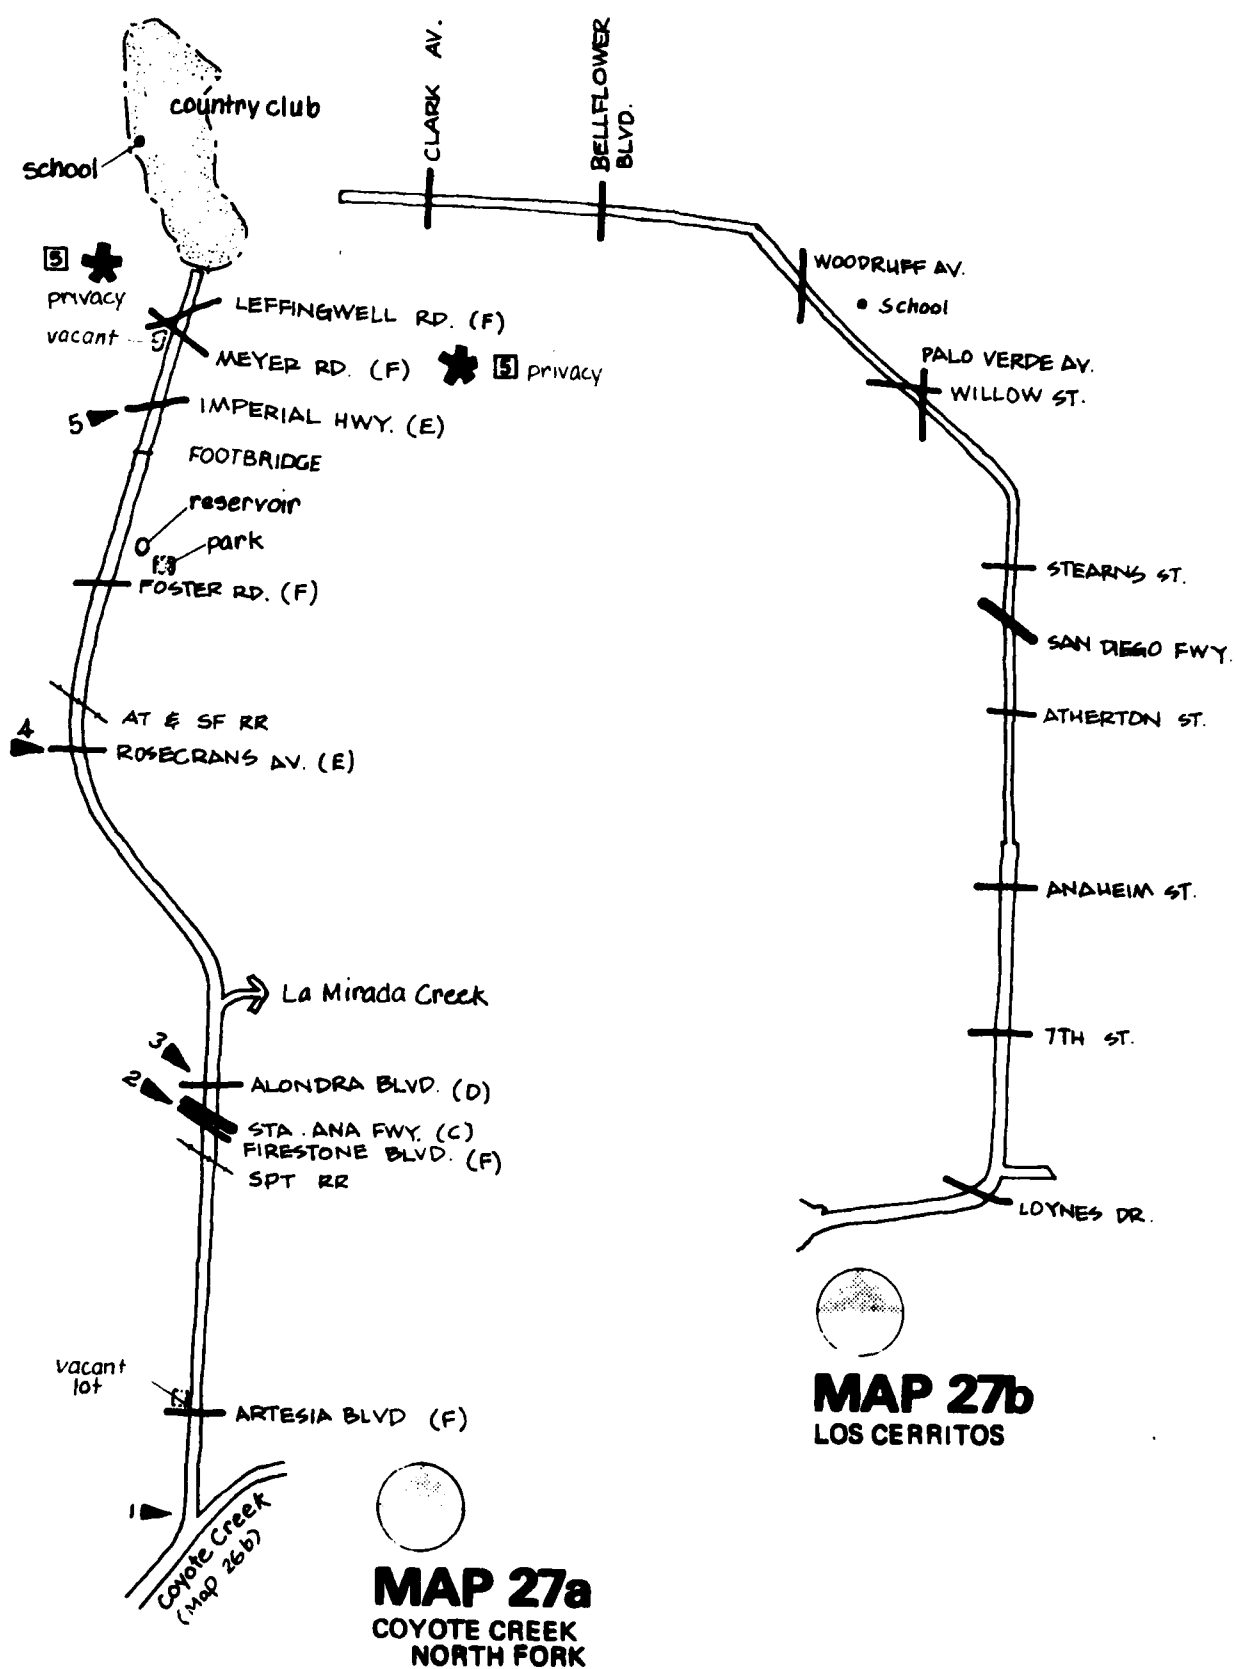 country club
school
5
privacy
vacant
LEFFINGWELL RD. (F)
MEYER RD. (F)
5 privacy
5
IMPERIAL HWY. (E)
FOOTBRIDGE
reservoir
park
FOSTER RD. (F)
AT & SF RR
4
ROSECRANS AV. (E)
La Mirada Creek
3
2
ALONDRA BLVD. (D)
STA. ANA FWY. (C)
FIRESTONE BLVD. (F)
SPT RR
vacant
lot
ARTESIA BLVD (F)
1
Coyote Creek
(Map 26b)
MAP 27a
COYOTE CREEK
NORTH FORK
CLARK AV.
BELLFLOWER
BLVD.
WOODRUFF AV.
School
PALO VERDE AV.
WILLOW ST.
STEARNS ST.
SAN DIEGO FWY.
ATHERTON ST.
ANAHEIM ST.
7TH ST.
LOYNES DR.
MAP 27b
LOS CERRITOS